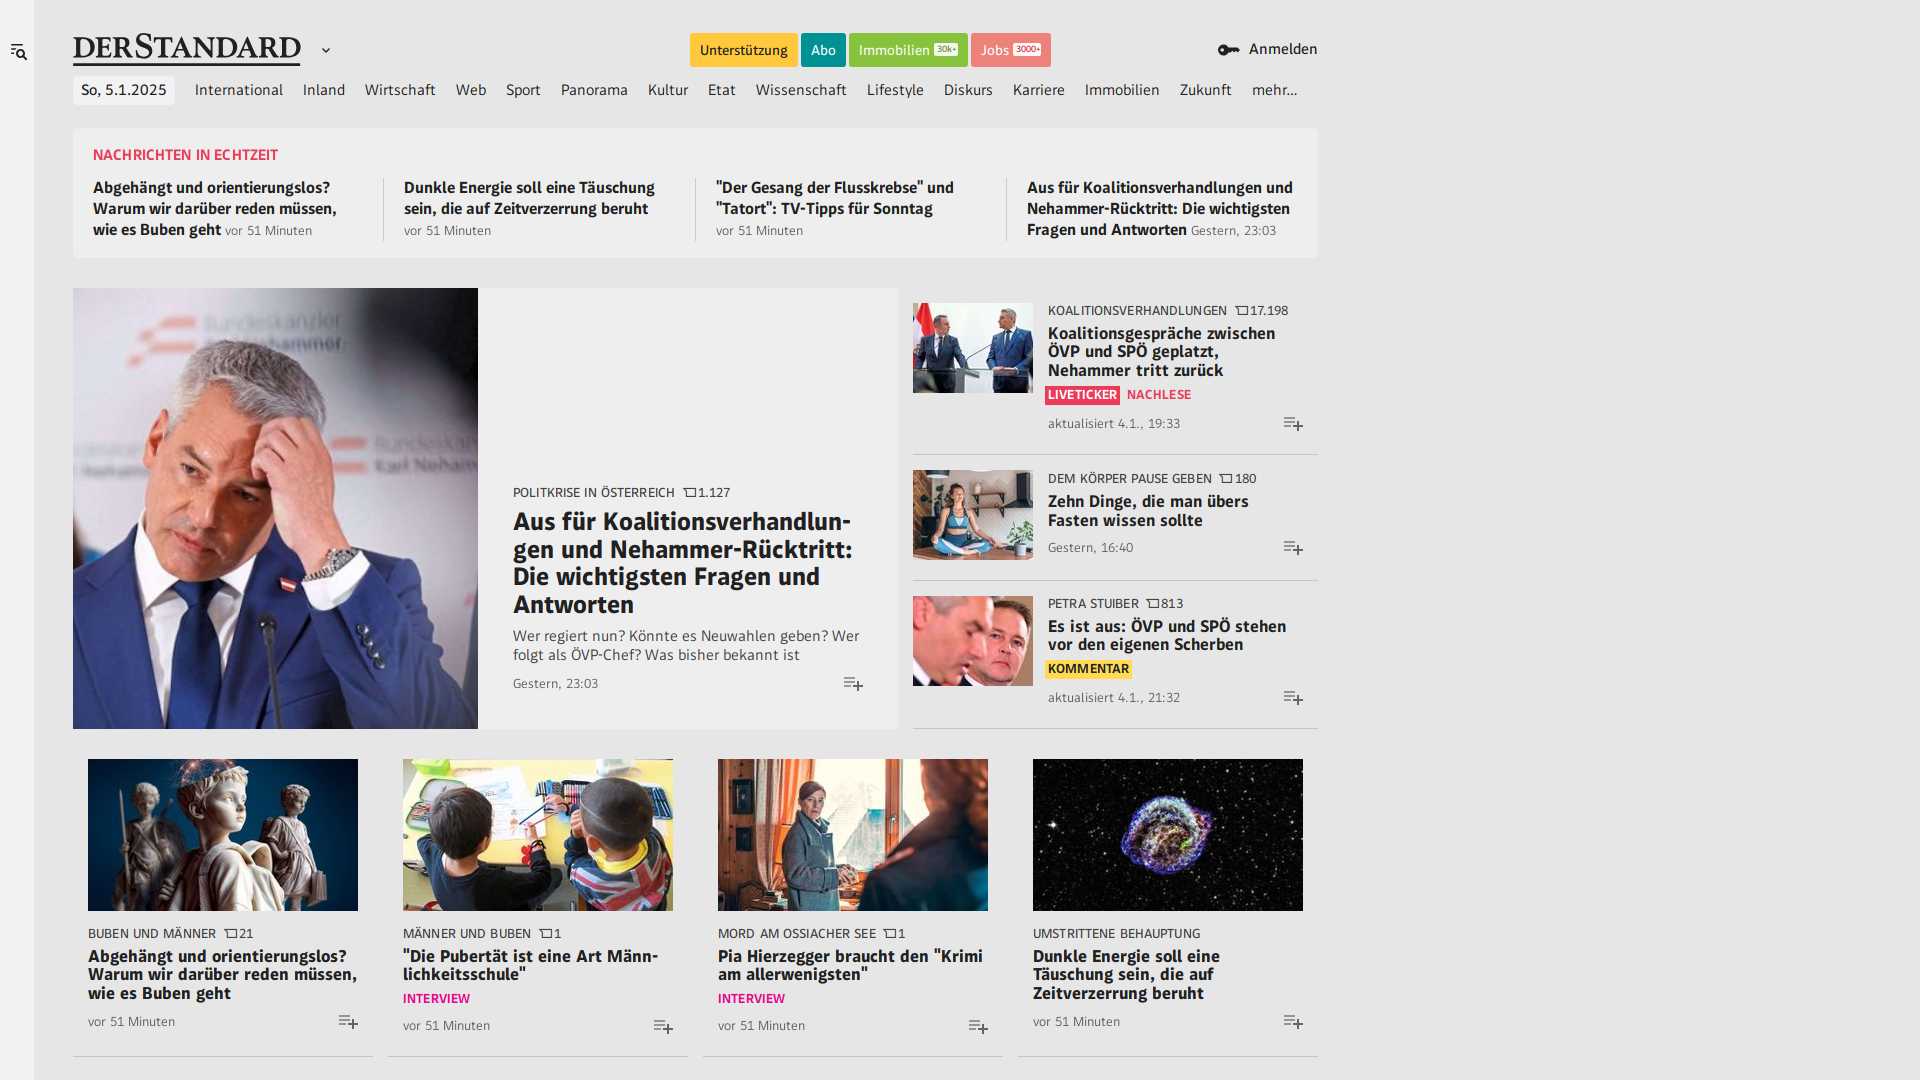 DERSTANDARD
Unterstützung
Abo
Immobilien 30k+
Jobs 3000+
Anmelden
So, 5.1.2025
International
Inland
Wirtschaft
Web
Sport
Panorama
Kultur
Etat
Wissenschaft
Lifestyle
Diskurs
Karriere
Immobilien
Zukunft
mehr...
NACHRICHTEN IN ECHTZEIT
Abgehängt und orientierungslos?
Warum wir darüber reden müssen,
wie es Buben geht vor 51 Minuten
Dunkle Energie soll eine Täuschung
sein, die auf Zeitverzerrung beruht
vor 51 Minuten
"Der Gesang der Flusskrebse" und
"Tatort": TV-Tipps für Sonntag
vor 51 Minuten
Aus für Koalitionsverhandlungen und
Nehammer-Rücktritt: Die wichtigsten
Fragen und Antworten Gestern, 23:03
Bundeskanzler
POLITKRISE IN ÖSTERREICH 1.127
Aus für Koalitionsverhandlun-
gen und Nehammer-Rücktritt:
Die wichtigsten Fragen und
Antworten
Wer regiert nun? Könnte es Neuwahlen geben? Wer
folgt als ÖVP-Chef? Was bisher bekannt ist
Gestern, 23:03
KOALITIONSVERHANDLUNGEN 17.198
Koalitionsgespräche zwischen
ÖVP und SPÖ geplatzt,
Nehammer tritt zurück
LIVETICKER NACHLESE
aktualisiert 4.1., 19:33
DEM KÖRPER PAUSE GEBEN 180
Zehn Dinge, die man übers
Fasten wissen sollte
Gestern, 16:40
PETRA STUIBER 813
Es ist aus: ÖVP und SPÖ stehen
vor den eigenen Scherben
KOMMENTAR
aktualisiert 4.1., 21:32
BUBEN UND MÄNNER 21
Abgehängt und orientierungslos?
Warum wir darüber reden müssen,
wie es Buben geht
vor 51 Minuten
MÄNNER UND BUBEN 1
"Die Pubertät ist eine Art Männ-
lichkeitsschule"
INTERVIEW
vor 51 Minuten
MORD AM OSSIACHER SEE 1
Pia Hierzegger braucht den "Krimi
am allerwenigsten"
INTERVIEW
vor 51 Minuten
UMSTRITTENE BEHAUPTUNG
Dunkle Energie soll eine
Täuschung sein, die auf
Zeitverzerrung beruht
vor 51 Minuten